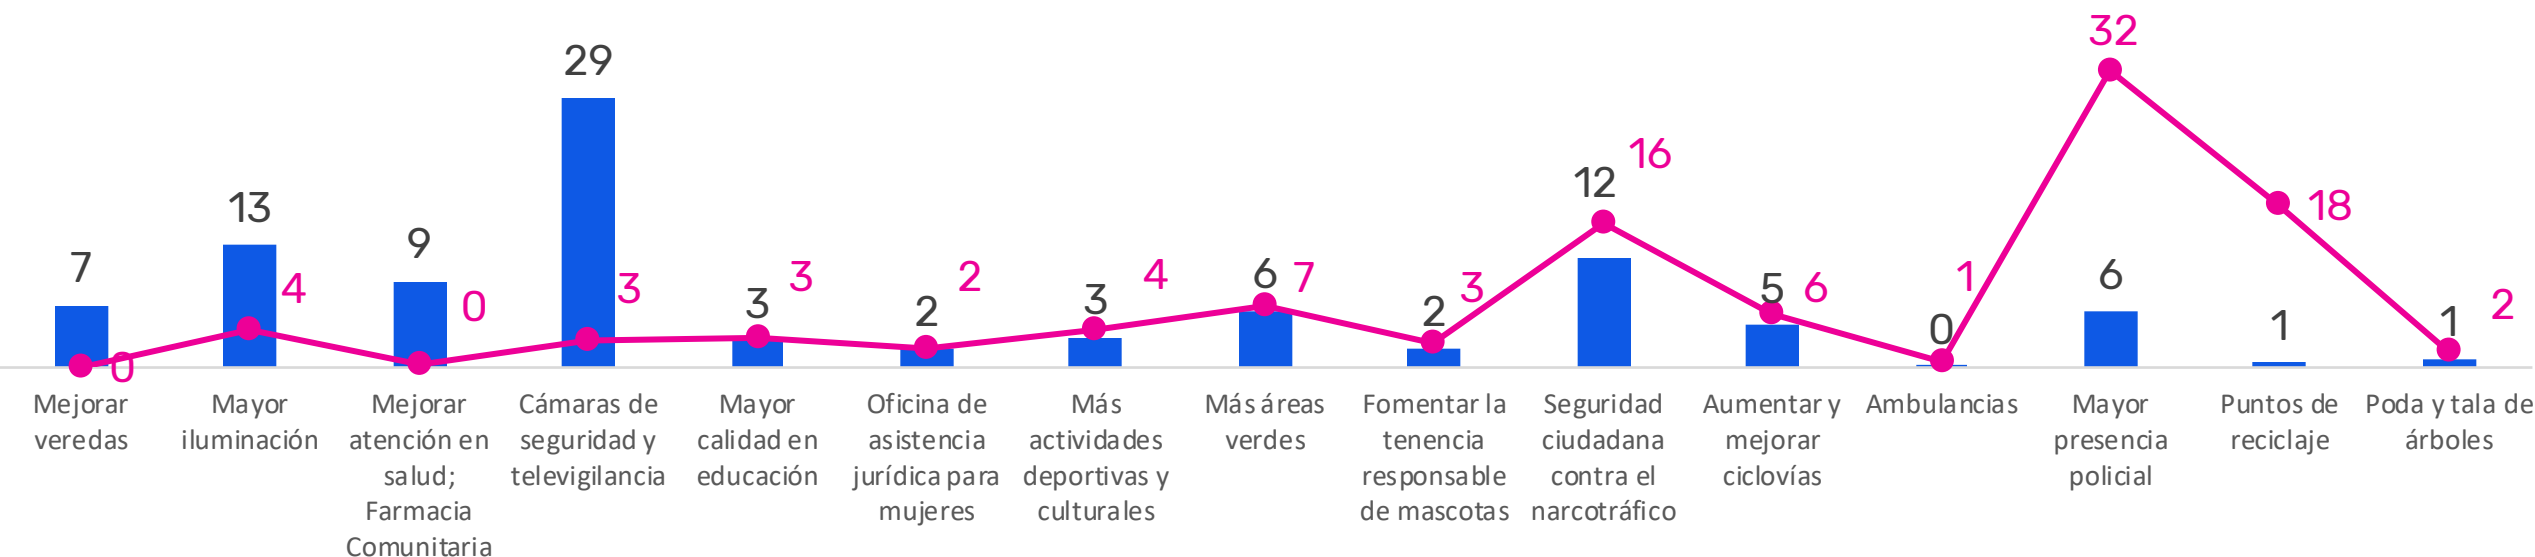 32
29
16
12
13
18
9
7
4
3
0
3
3
2
2
3
4
6
7
2
3
5
6
0
1
6
1
1
2
0
Mejorar
veredas
Mayor
iluminación
Mejorar
atención en
salud;
Farmacia
Comunitaria
Cámaras de
seguridad y
televigilancia
Mayor
calidad en
educación
Oficina de
asistencia
jurídica para
mujeres
Más
actividades
deportivas y
culturales
Más áreas
verdes
Fomentar la
tenencia
responsable
de mascotas
Seguridad
ciudadana
contra el
narcotráfico
Aumentar y
mejorar
ciclovías
Ambulancias
Mayor
presencia
policial
Puntos de
reciclaje
Poda y tala de
árboles